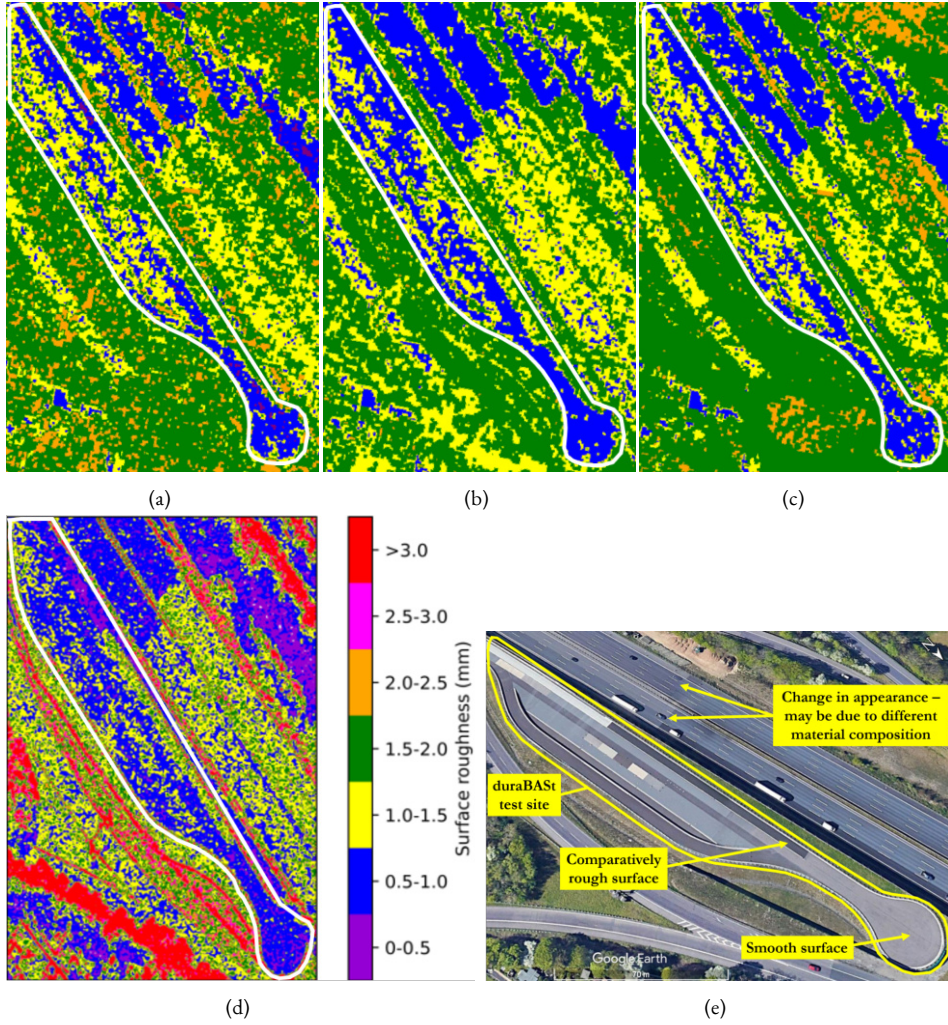 (a)
(b)
(c)
>3.0
2.5-3.0
2.0-2.5
1.5-2.0
1.0-1.5
0.5-1.0
0-0.5
Surface roughness (mm)
Change in appearance –
may be due to different
material composition
duraBASt
test site
Comparatively
rough surface
Smooth surface
Google Earth
70 m
(d)
(e)